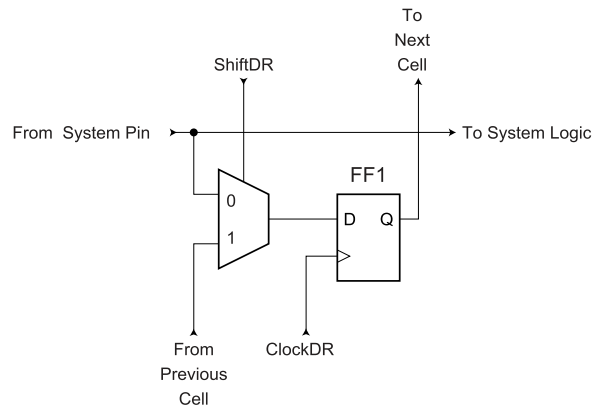 To
Next
Cell
ShiftDR
From System Pin
To System Logic
FF1
0
D Q
1
From
Previous
Cell
ClockDR